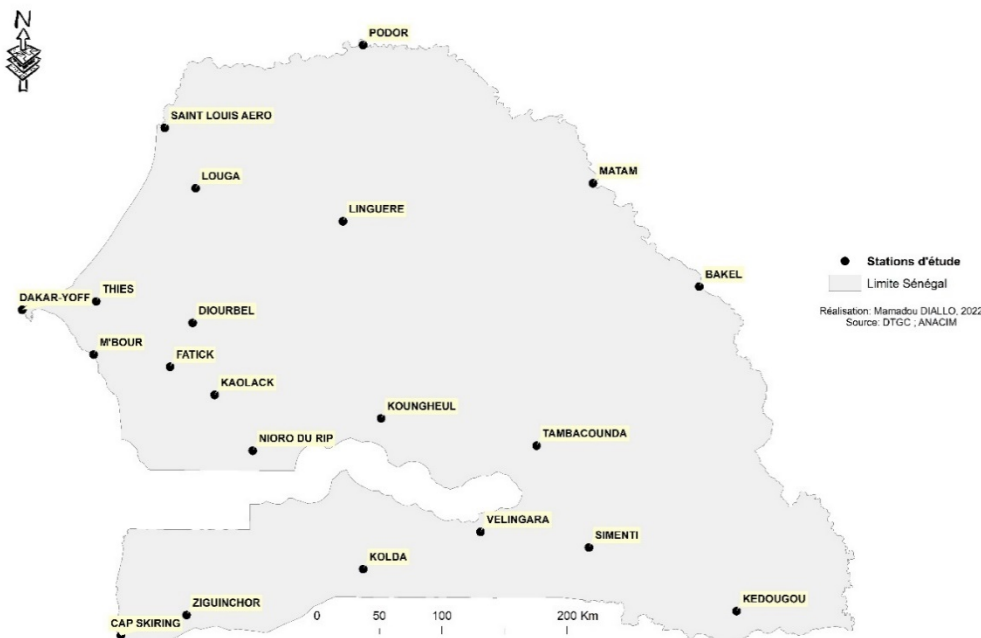 N
PODOR
SAINT LOUIS AERO
MATAM
LOUGA
LINGUERE
BAKEL
Stations d'étude
Limite Sénégal
Réalisation: Mamadou DIALLO, 2022
Source: DTGC ; ANACIM
DAKAR-YOFF
THIES
DIOURBEL
M'BOUR
FATICK
KAOLACK
KOUNGHEUL
NIORO DU RIP
TAMBACOUNDA
VELINGARA
SIMENTI
KOLDA
KEDOUGOU
ZIGUINCHOR
CAP SKIRING
0 50 100 200 Km